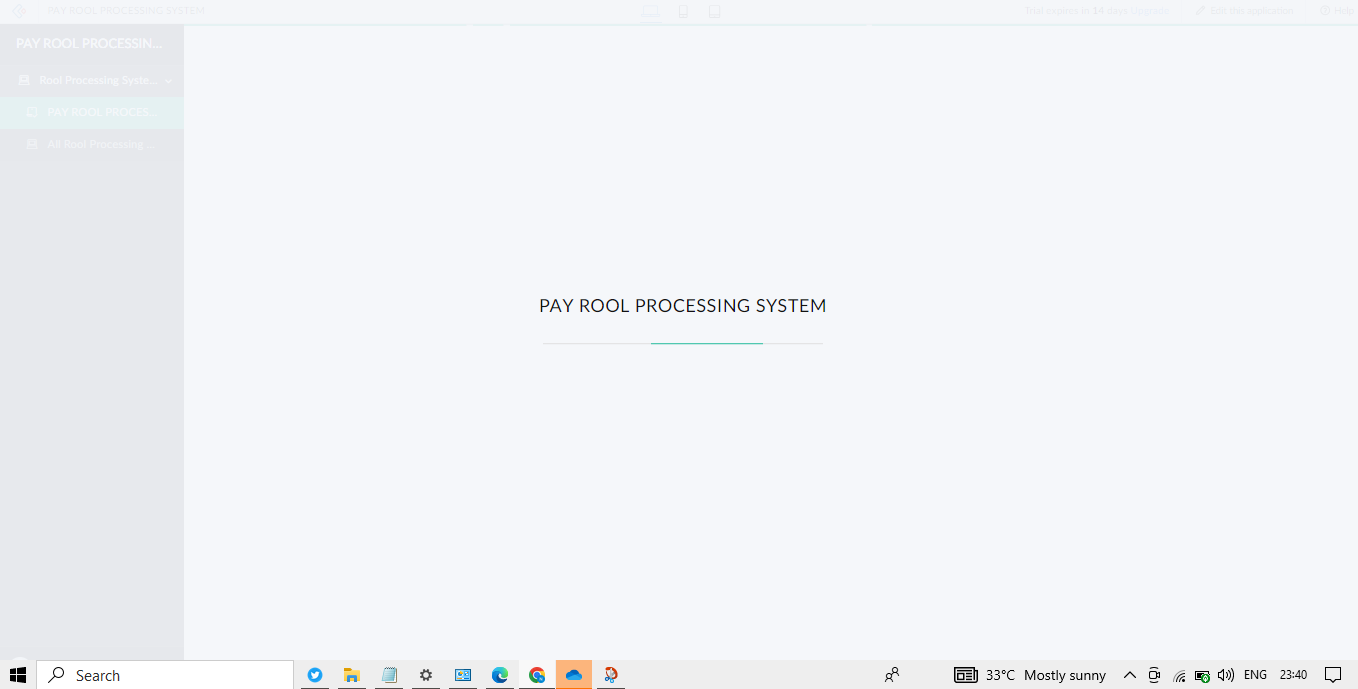 PAY ROOL PROCESSING SYSTEM
Trial expires in 14 days Upgrade
Edit this application
Help
PAY ROOL PROCESSIN...
Rool Processing Syste...
PAY ROOL PROCES...
All Rool Processing...
PAY ROOL PROCESSING SYSTEM
Search
33°C Mostly sunny
ENG
23:40